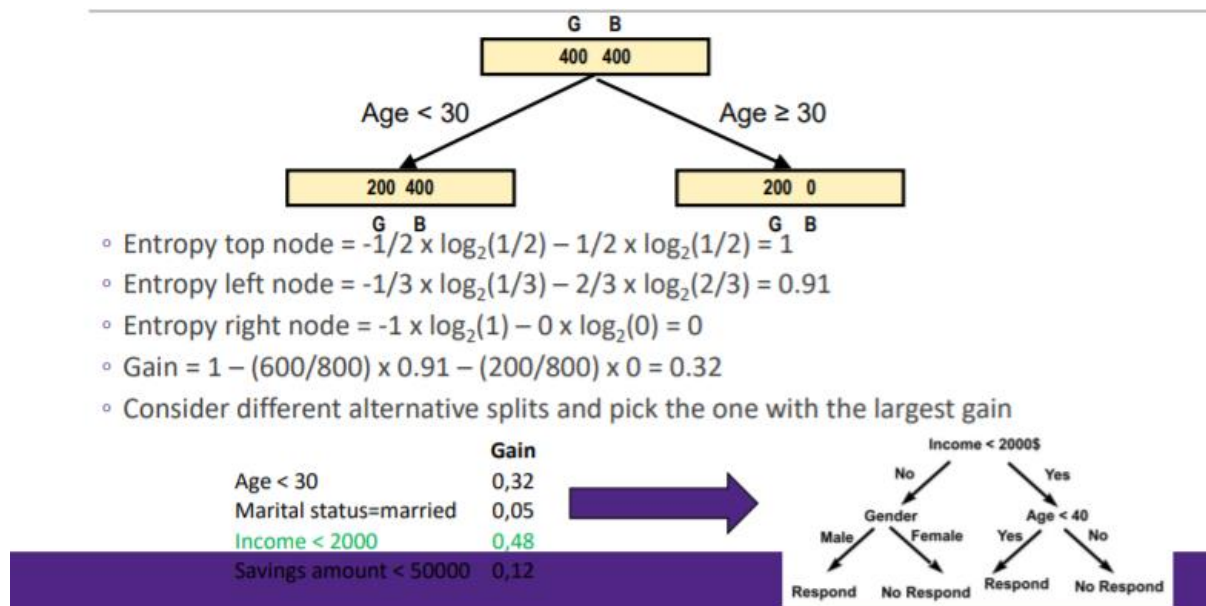 G B
400 400
Age < 30 Age ≥ 30
200 400 200 0
G B G B
◦ Entropy top node = -1/2 x log₂(1/2) – 1/2 x log₂(1/2) = 1
◦ Entropy left node = -1/3 x log₂(1/3) – 2/3 x log₂(2/3) = 0.91
◦ Entropy right node = -1 x log₂(1) – 0 x log₂(0) = 0
◦ Gain = 1 – (600/800) x 0.91 – (200/800) x 0 = 0.32
◦ Consider different alternative splits and pick the one with the largest gain
Gain
Age < 30 0,32
Marital status=married 0,05
Income < 2000 0,48
Savings amount < 50000 0,12
Income < 2000$
No Yes
Gender Age < 40
Male Female Yes No
Respond No Respond Respond No Respond